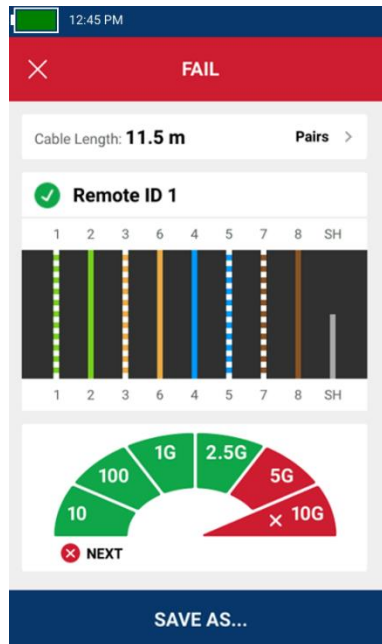 12:45 PM
FAIL
Cable Length: 11.5 m Pairs >
Remote ID 1
1 2 3 6 4 5 7 8 SH
1 2 3 6 4 5 7 8 SH
10 100 1G 2.5G 5G 10G
NEXT
SAVE AS...